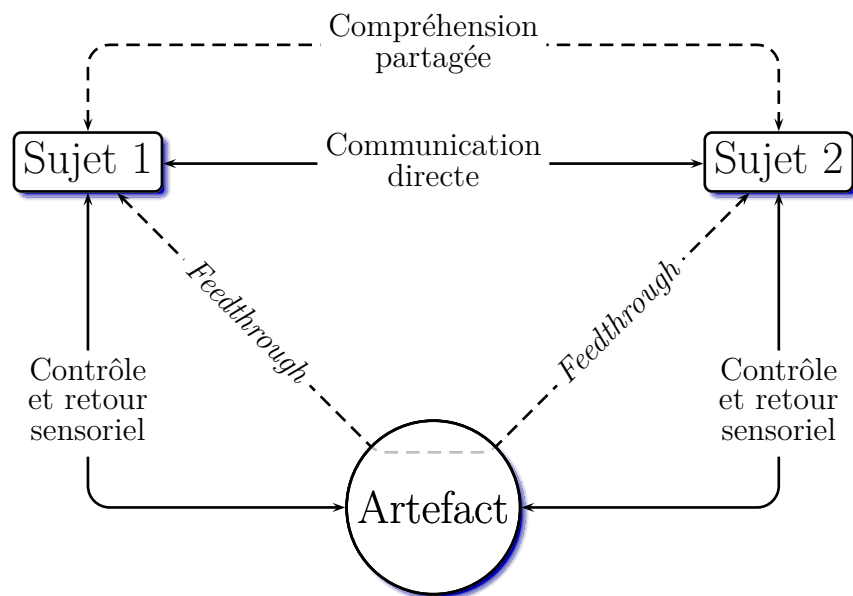 Compréhension
partagée
Sujet 1
Communication
directe
Sujet 2
Feedthrough
Feedthrough
Contrôle
et retour
sensoriel
Contrôle
et retour
sensoriel
Artefact